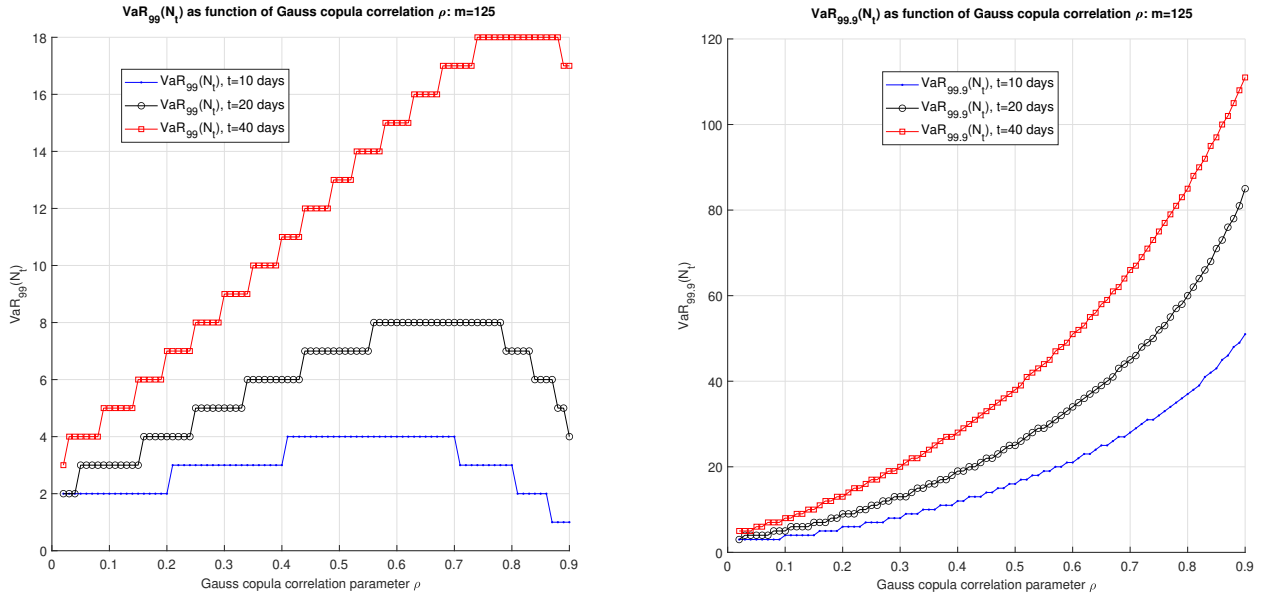 VaR99(Nt) as function of Gauss copula correlation ρ: m=125
18
16
14
12
10
8
6
4
2
0
VaR99(Nt)
VaR99(Nt), t=10 days
VaR99(Nt), t=20 days
VaR99(Nt), t=40 days
0 0.1 0.2 0.3 0.4 0.5 0.6 0.7 0.8 0.9
Gauss copula correlation parameter ρ
VaR99.9(Nt) as function of Gauss copula correlation ρ: m=125
120
100
80
60
40
20
0
VaR99.9(Nt)
VaR99.9(Nt), t=10 days
VaR99.9(Nt), t=20 days
VaR99.9(Nt), t=40 days
0 0.1 0.2 0.3 0.4 0.5 0.6 0.7 0.8 0.9
Gauss copula correlation parameter ρ